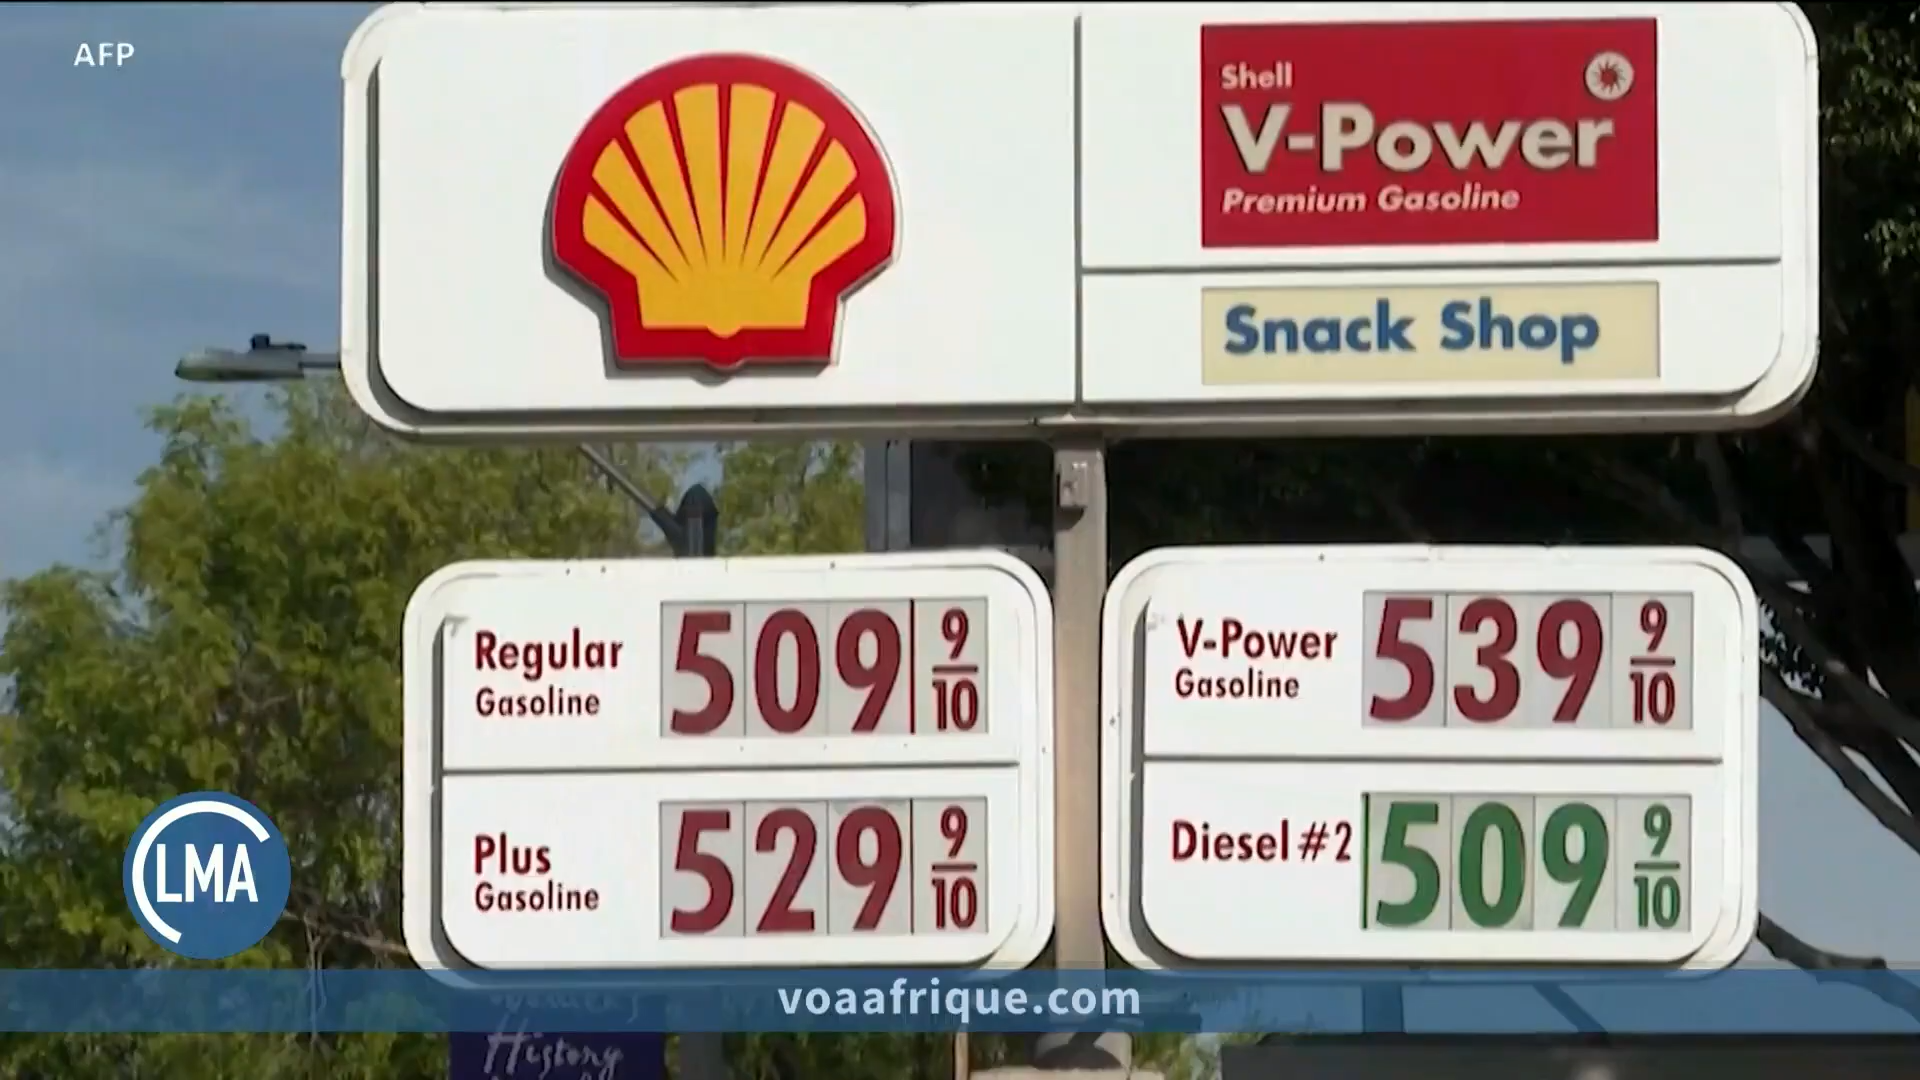 AFP
Shell
V-Power
Premium Gasoline
Snack Shop
Regular
Gasoline
509 9/10
Plus
Gasoline
529 9/10
V-Power
Gasoline
539 9/10
Diesel #2
509 9/10
LMA
voaafrique.com
History